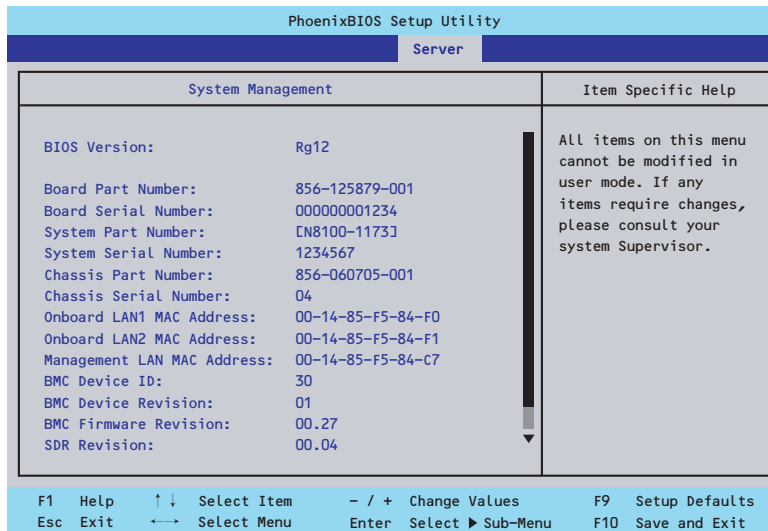 PhoenixBIOS Setup Utility
Server
System Management
Item Specific Help
BIOS Version: Rg12
Board Part Number: 856-125879-001
Board Serial Number: 000000001234
System Part Number: [N8100-1173]
System Serial Number: 1234567
Chassis Part Number: 856-060705-001
Chassis Serial Number: 04
Onboard LAN1 MAC Address: 00-14-85-F5-84-F0
Onboard LAN2 MAC Address: 00-14-85-F5-84-F1
Management LAN MAC Address: 00-14-85-F5-84-C7
BMC Device ID: 30
BMC Device Revision: 01
BMC Firmware Revision: 00.27
SDR Revision: 00.04
All items on this menu
cannot be modified in
user mode. If any
items require changes,
please consult your
system Supervisor.
F1 Help ↑↓ Select Item - / + Change Values F9 Setup Defaults
Esc Exit ←→ Select Menu Enter Select ▶ Sub-Menu F10 Save and Exit